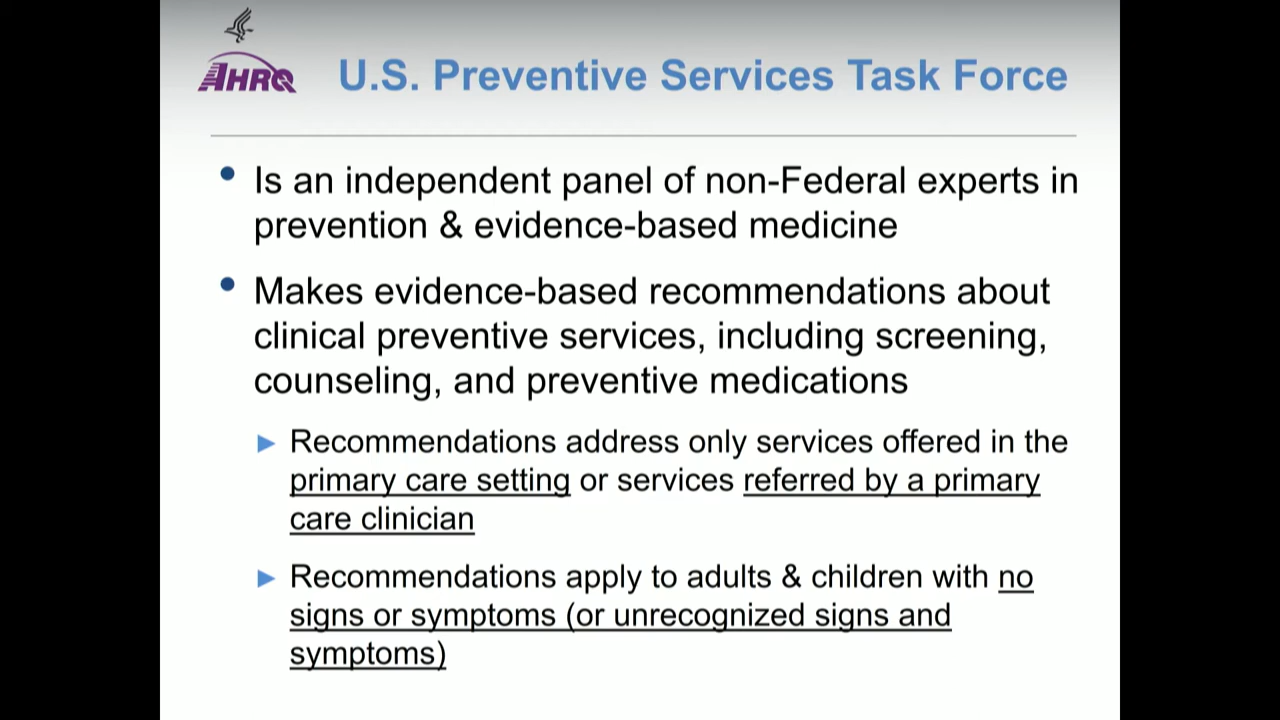 AHRQ
U.S. Preventive Services Task Force
• Is an independent panel of non-Federal experts in
prevention & evidence-based medicine
• Makes evidence-based recommendations about
clinical preventive services, including screening,
counseling, and preventive medications
► Recommendations address only services offered in the
primary care setting or services referred by a primary
care clinician
► Recommendations apply to adults & children with no
signs or symptoms (or unrecognized signs and
symptoms)